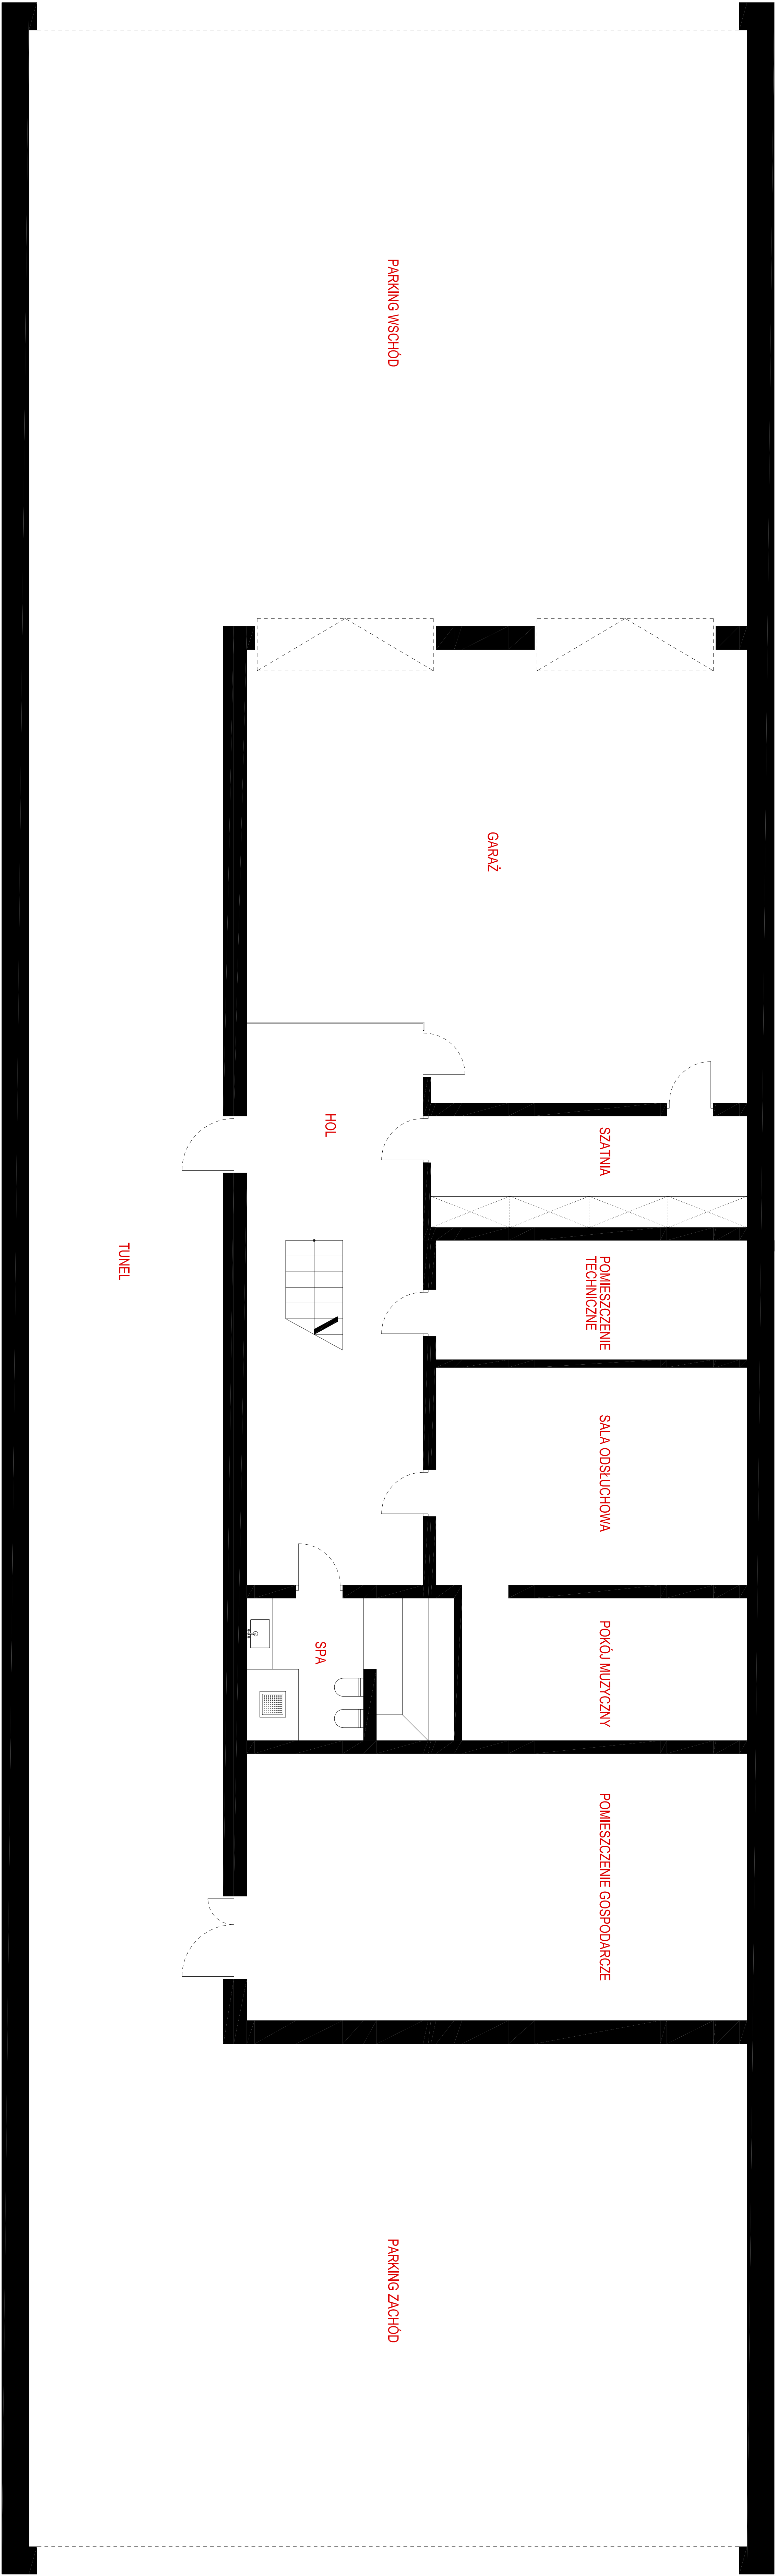 PARKING WSCHÓD
GARAŻ
HOL
SZATNIA
TUNEL
POMIESZCZENIE
TECHNICZNE
SALA ODSŁUCHOWA
SPA
POKÓJ MUZYCZNY
POMIESZCZENIE GOSPODARCZE
PARKING ZACHÓD